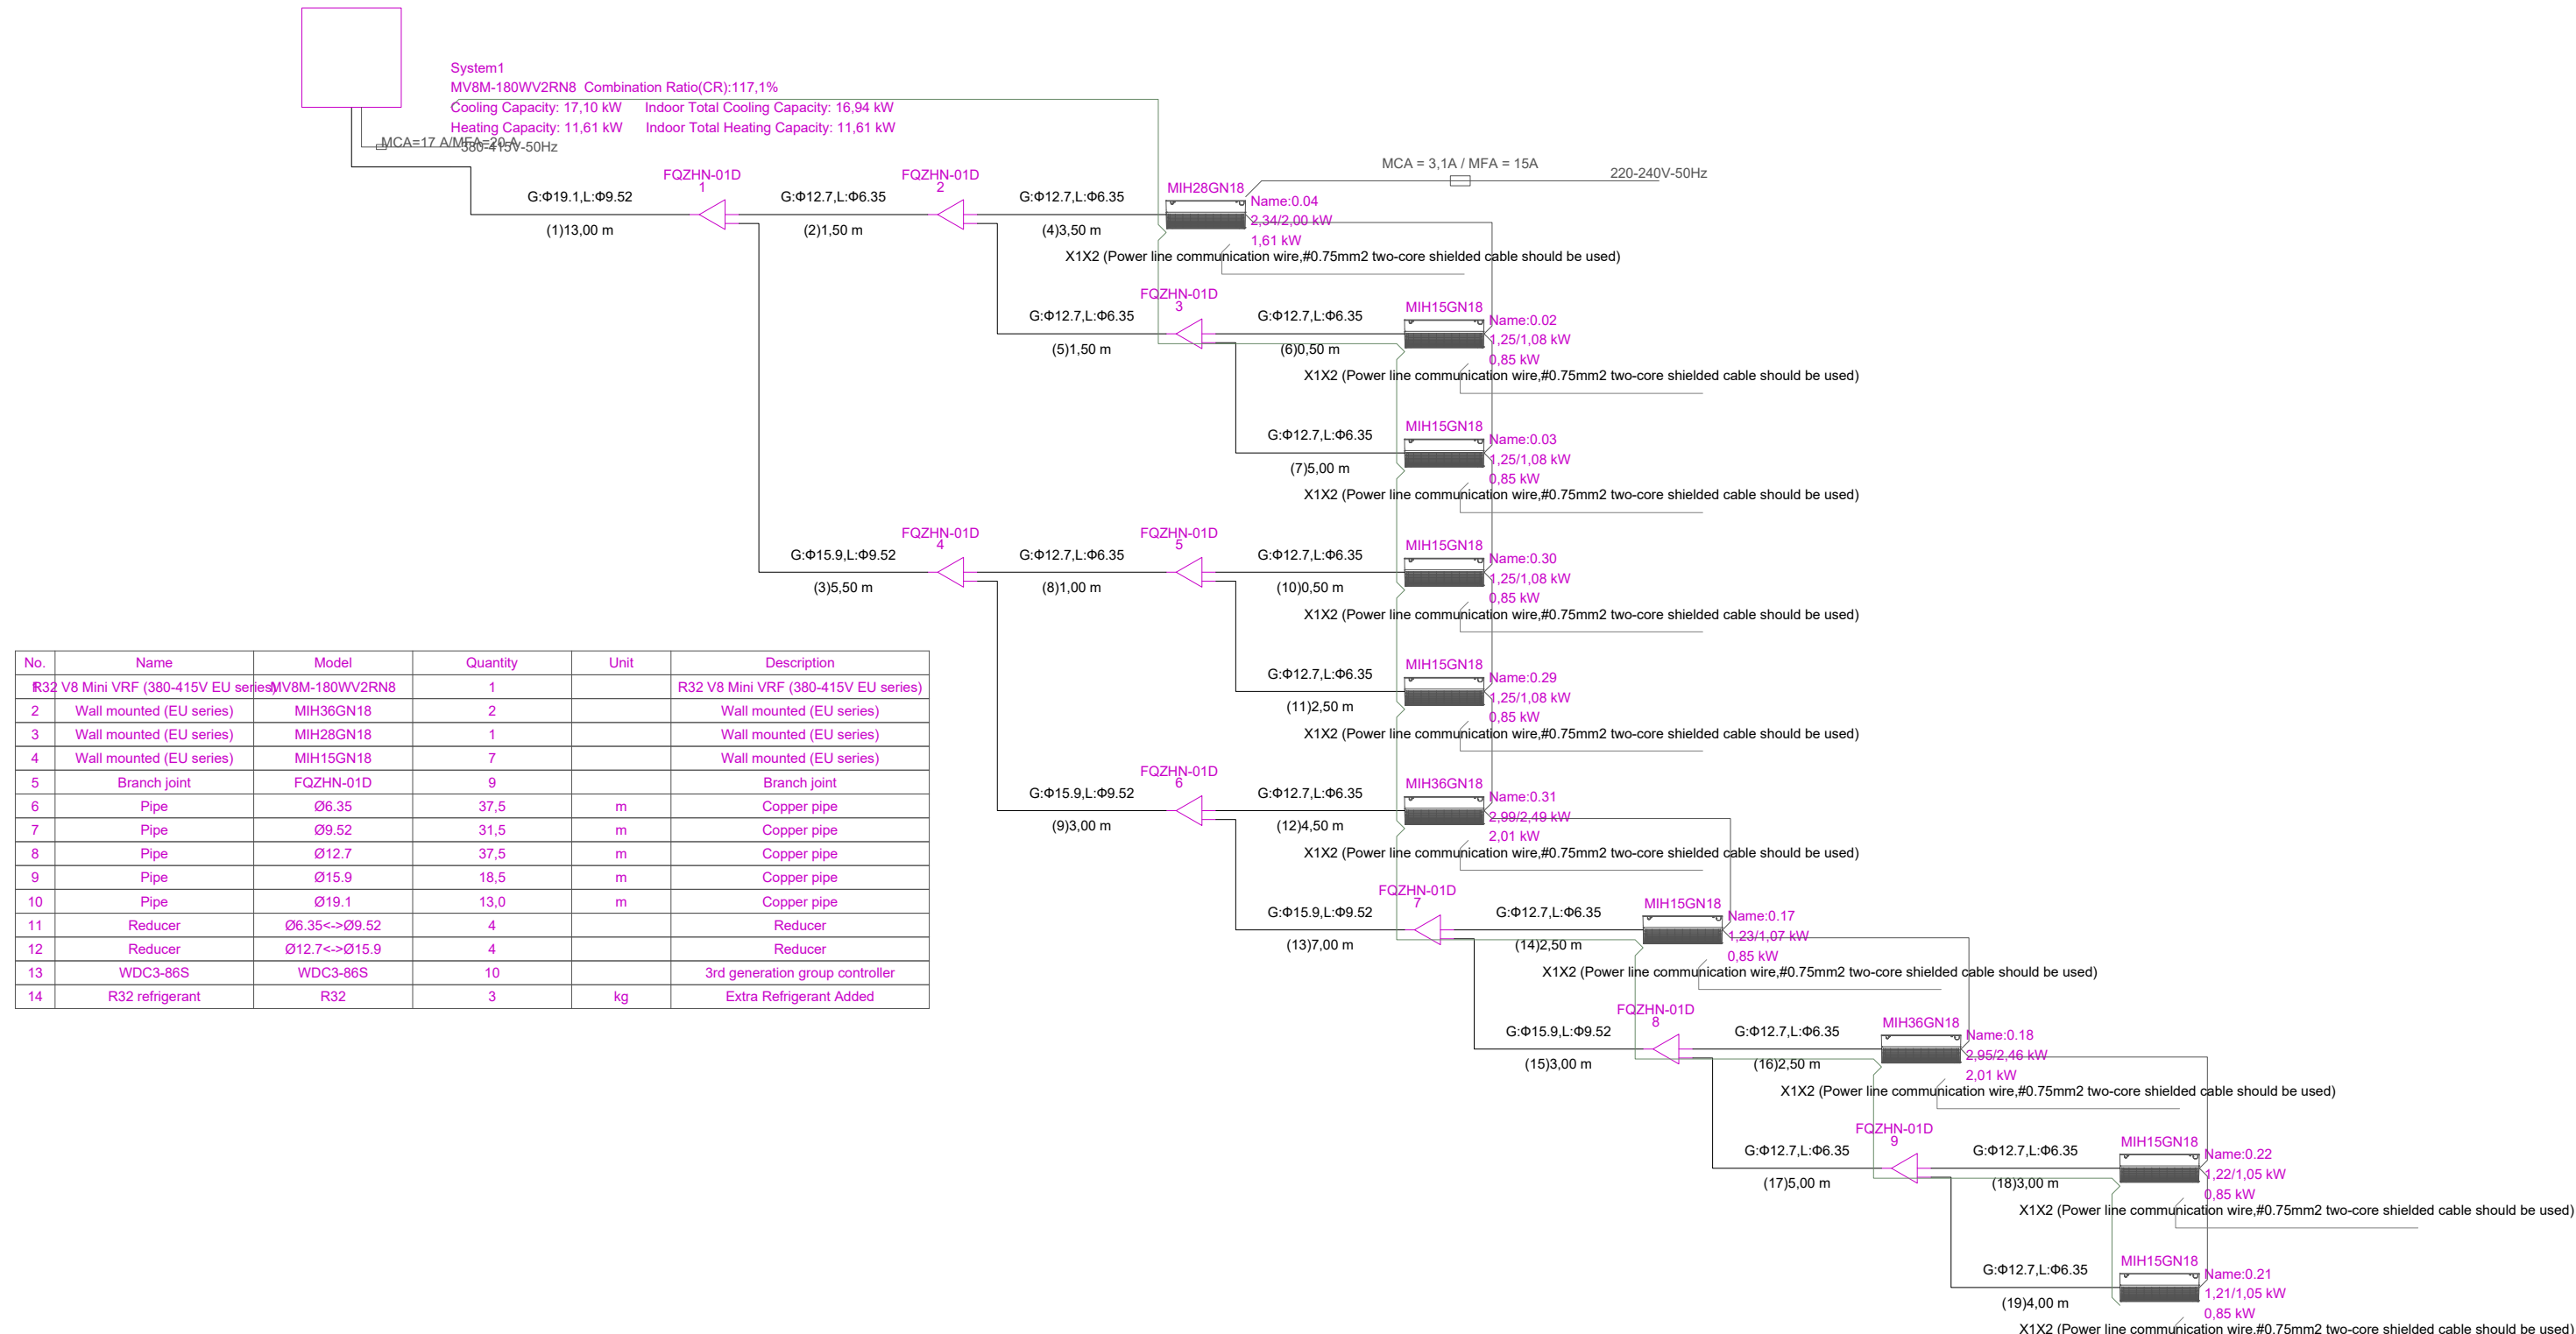 System1
MV8M-180WV2RN8 Combination Ratio(CR):117,1%
Cooling Capacity: 17,10 kW Indoor Total Cooling Capacity: 16,94 kW
Heating Capacity: 11,61 kW Indoor Total Heating Capacity: 11,61 kW
MCA=17 A/MFA=20 A
380-415V-50Hz
MCA = 3,1A / MFA = 15A
220-240V-50Hz
G:Φ19.1,L:Φ9.52
(1)13,00 m
FQZHN-01D
1
G:Φ12.7,L:Φ6.35
(2)1,50 m
FQZHN-01D
2
G:Φ12.7,L:Φ6.35
(4)3,50 m
MIH28GN18
Name:0.04
2,34/2,00 kW
1,61 kW
X1X2 (Power line communication wire,#0.75mm2 two-core shielded cable should be used)
G:Φ12.7,L:Φ6.35
(5)1,50 m
FQZHN-01D
3
G:Φ12.7,L:Φ6.35
(6)0,50 m
MIH15GN18
Name:0.02
1,25/1,08 kW
0,85 kW
X1X2 (Power line communication wire,#0.75mm2 two-core shielded cable should be used)
G:Φ12.7,L:Φ6.35
(7)5,00 m
MIH15GN18
Name:0.03
1,25/1,08 kW
0,85 kW
X1X2 (Power line communication wire,#0.75mm2 two-core shielded cable should be used)
G:Φ15.9,L:Φ9.52
(3)5,50 m
FQZHN-01D
4
G:Φ12.7,L:Φ6.35
(8)1,00 m
FQZHN-01D
5
G:Φ12.7,L:Φ6.35
(10)0,50 m
MIH15GN18
Name:0.30
1,25/1,08 kW
0,85 kW
X1X2 (Power line communication wire,#0.75mm2 two-core shielded cable should be used)
G:Φ12.7,L:Φ6.35
(11)2,50 m
MIH15GN18
Name:0.29
1,25/1,08 kW
0,85 kW
X1X2 (Power line communication wire,#0.75mm2 two-core shielded cable should be used)
G:Φ15.9,L:Φ9.52
(9)3,00 m
FQZHN-01D
6
G:Φ12.7,L:Φ6.35
(12)4,50 m
MIH36GN18
Name:0.31
2,99/2,49 kW
2,01 kW
X1X2 (Power line communication wire,#0.75mm2 two-core shielded cable should be used)
G:Φ15.9,L:Φ9.52
(13)7,00 m
FQZHN-01D
7
G:Φ12.7,L:Φ6.35
(14)2,50 m
MIH15GN18
Name:0.17
1,23/1,07 kW
0,85 kW
X1X2 (Power line communication wire,#0.75mm2 two-core shielded cable should be used)
G:Φ15.9,L:Φ9.52
(15)3,00 m
FQZHN-01D
8
G:Φ12.7,L:Φ6.35
(16)2,50 m
MIH36GN18
Name:0.18
2,95/2,46 kW
2,01 kW
X1X2 (Power line communication wire,#0.75mm2 two-core shielded cable should be used)
G:Φ12.7,L:Φ6.35
(17)5,00 m
FQZHN-01D
9
G:Φ12.7,L:Φ6.35
(18)3,00 m
MIH15GN18
Name:0.22
1,22/1,05 kW
0,85 kW
X1X2 (Power line communication wire,#0.75mm2 two-core shielded cable should be used)
G:Φ12.7,L:Φ6.35
(19)4,00 m
MIH15GN18
Name:0.21
1,21/1,05 kW
0,85 kW
X1X2 (Power line communication wire,#0.75mm2 two-core shielded cable should be used)
No. Name Model Quantity Unit Description
1 R32 V8 Mini VRF (380-415V EU series) MV8M-180WV2RN8 1 R32 V8 Mini VRF (380-415V EU series)
2 Wall mounted (EU series) MIH36GN18 2 Wall mounted (EU series)
3 Wall mounted (EU series) MIH28GN18 1 Wall mounted (EU series)
4 Wall mounted (EU series) MIH15GN18 7 Wall mounted (EU series)
5 Branch joint FQZHN-01D 9 Branch joint
6 Pipe Ø6.35 37,5 m Copper pipe
7 Pipe Ø9.52 31,5 m Copper pipe
8 Pipe Ø12.7 37,5 m Copper pipe
9 Pipe Ø15.9 18,5 m Copper pipe
10 Pipe Ø19.1 13,0 m Copper pipe
11 Reducer Ø6.35<->Ø9.52 4 Reducer
12 Reducer Ø12.7<->Ø15.9 4 Reducer
13 WDC3-86S WDC3-86S 10 3rd generation group controller
14 R32 refrigerant R32 3 kg Extra Refrigerant Added